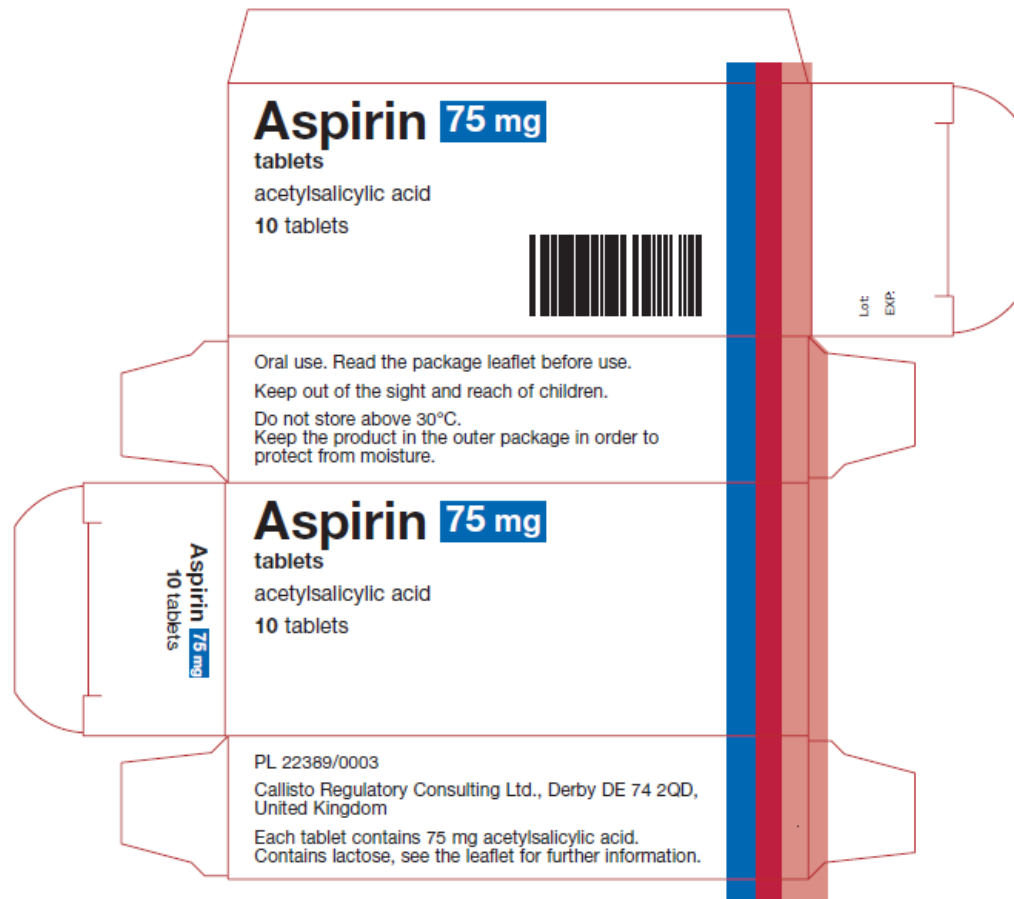 Aspirin 75 mg
tablets
acetylsalicylic acid
10 tablets
Lot
EXP.
Oral use. Read the package leaflet before use.
Keep out of the sight and reach of children.
Do not store above 30°C.
Keep the product in the outer package in order to
protect from moisture.
Aspirin 75 mg
tablets
acetylsalicylic acid
10 tablets
Aspirin 75 mg
10 tablets
PL 22389/0003
Callisto Regulatory Consulting Ltd., Derby DE 74 2QD,
United Kingdom
Each tablet contains 75 mg acetylsalicylic acid.
Contains lactose, see the leaflet for further information.